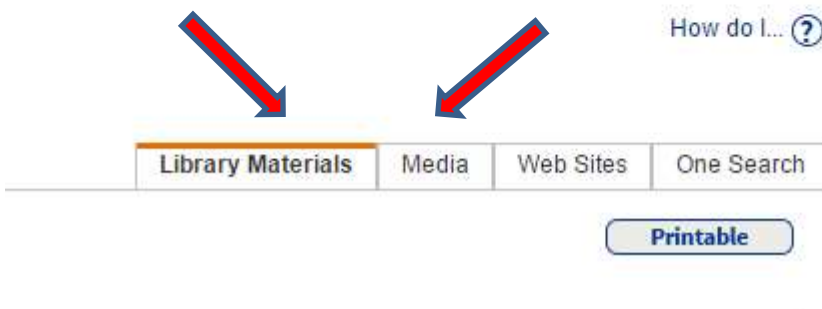 How do I... ?
Library Materials Media Web Sites One Search
Printable